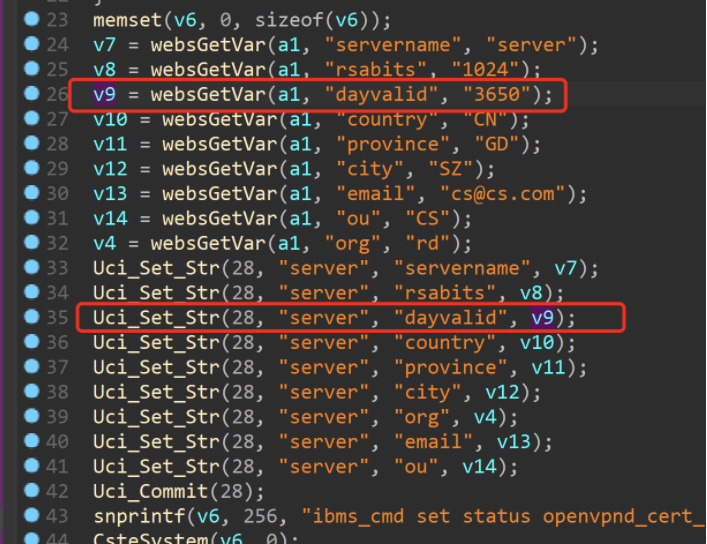 23 memset(v6, 0, sizeof(v6));
24 v7 = websGetVar(a1, "servername", "server");
25 v8 = websGetVar(a1, "rsabits", "1024");
26 v9 = websGetVar(a1, "dayvalid", "3650");
27 v10 = websGetVar(a1, "country", "CN");
28 v11 = websGetVar(a1, "province", "GD");
29 v12 = websGetVar(a1, "city", "SZ");
30 v13 = websGetVar(a1, "email", "cs@cs.com");
31 v14 = websGetVar(a1, "ou", "CS");
32 v4 = websGetVar(a1, "org", "rd");
33 Uci_Set_Str(28, "server", "servername", v7);
34 Uci_Set_Str(28, "server", "rsabits", v8);
35 Uci_Set_Str(28, "server", "dayvalid", v9);
36 Uci_Set_Str(28, "server", "country", v10);
37 Uci_Set_Str(28, "server", "province", v11);
38 Uci_Set_Str(28, "server", "city", v12);
39 Uci_Set_Str(28, "server", "org", v4);
40 Uci_Set_Str(28, "server", "email", v13);
41 Uci_Set_Str(28, "server", "ou", v14);
42 Uci_Commit(28);
43 snprintf(v6, 256, "ibms_cmd set status openvpnd_cert_
44 CsteSystem(v6, 0);